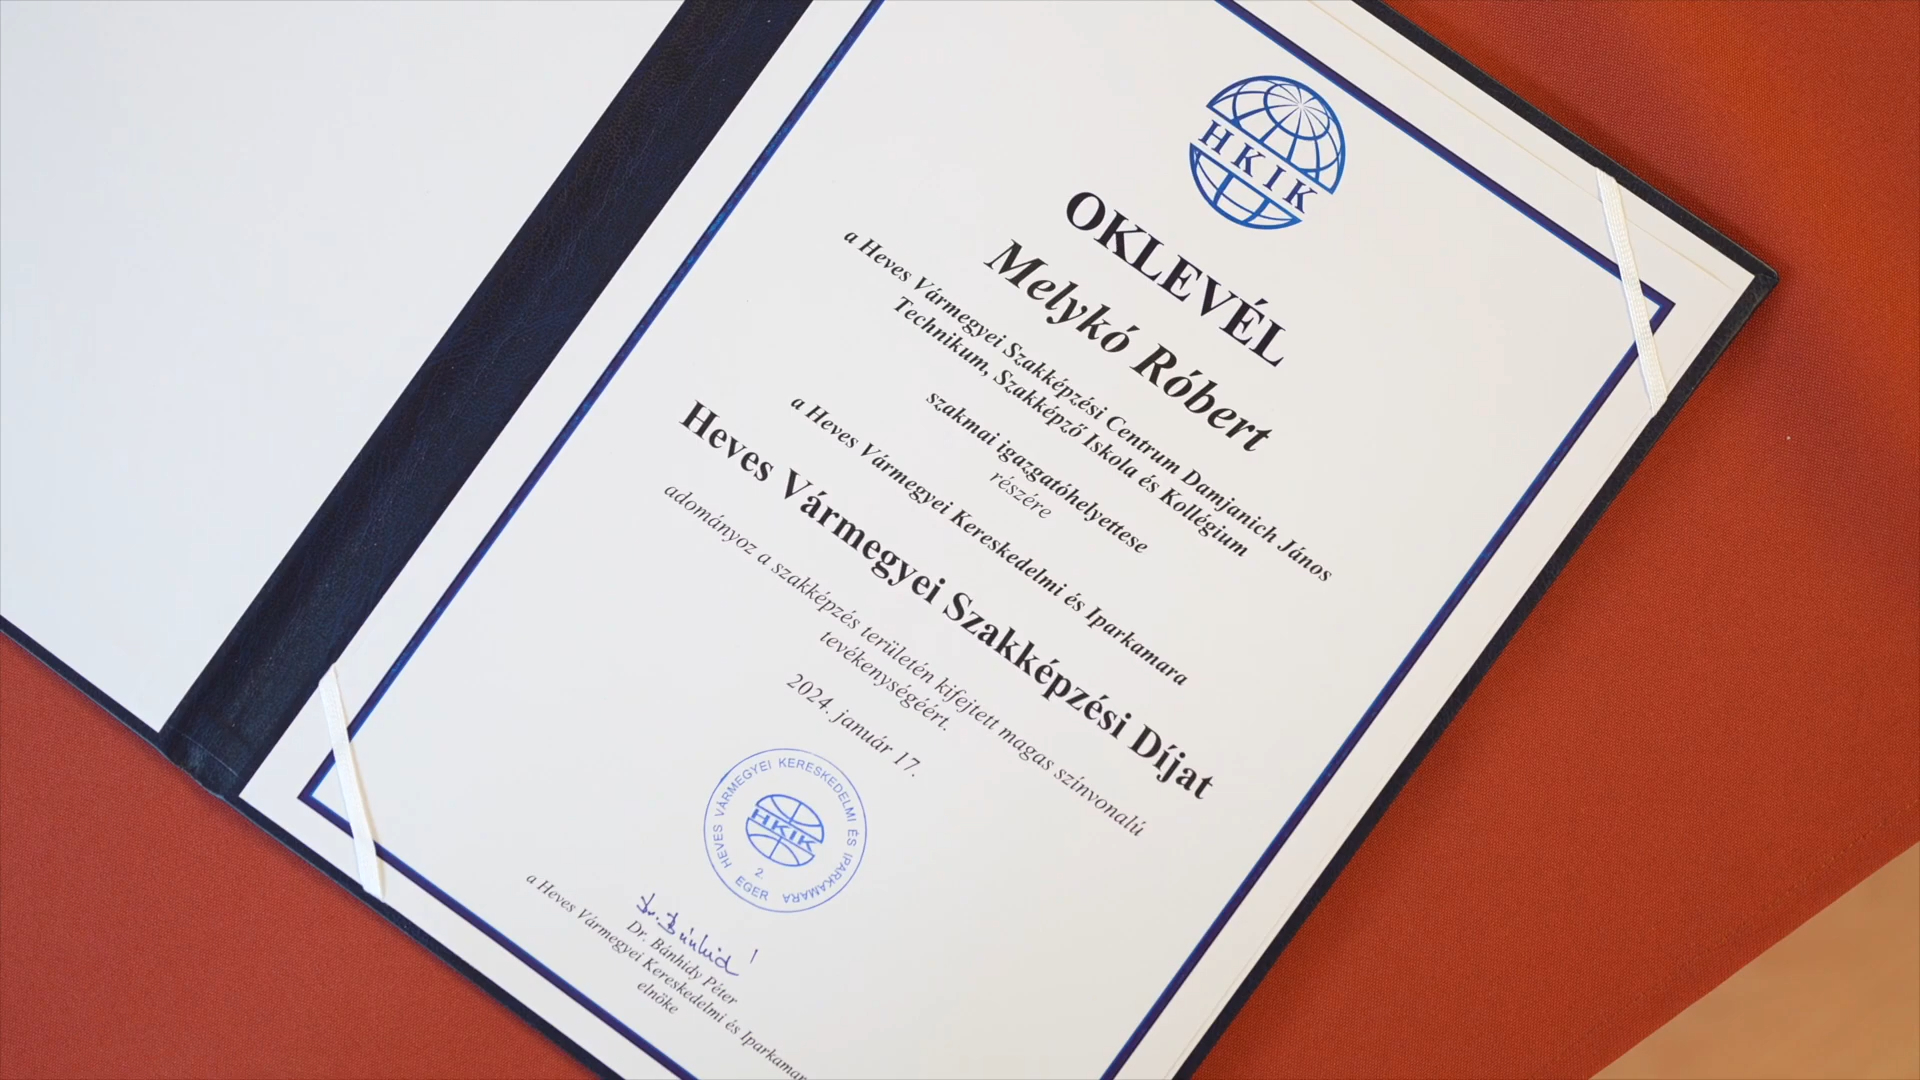 HKIK
OKLEVÉL
Melykó Róbert
a Heves Vármegyei Szakképzési Centrum Damjanich János
Technikum, Szakképző Iskola és Kollégium
szakmai igazgatóhelyettese
részére
a Heves Vármegyei Kereskedelmi és Iparkamara
Heves Vármegyei Szakképzési Díjat
adományoz a szakképzés területén kifejtett magas színvonalú
tevékenységéért.
2024. január 17.
HEVES VÁRMEGYEI KERESKEDELMI ÉS IPARKAMARA
HKIK
2.
EGER
Dr. Bánhidy Péter
a Heves Vármegyei Kereskedelmi és Iparkamar
elnöke